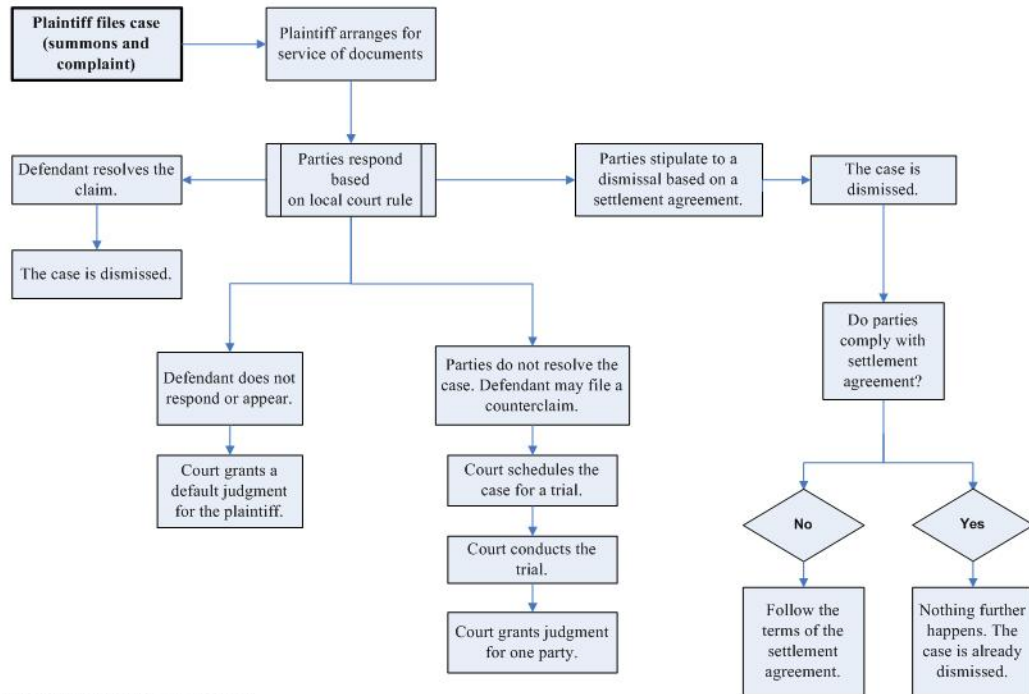 Plaintiff files case
(summons and
complaint)
Plaintiff arranges for
service of documents
Defendant resolves the
claim.
Parties respond
based
on local court rule
Parties stipulate to a
dismissal based on a
settlement agreement.
The case is
dismissed.
The case is dismissed.
Do parties
comply with
settlement
agreement?
Defendant does not
respond or appear.
Parties do not resolve the
case. Defendant may file a
counterclaim.
Court grants a
default judgment
for the plaintiff.
Court schedules the
case for a trial.
No
Yes
Court conducts the
trial.
Follow the
terms of the
settlement
agreement.
Nothing further
happens. The
case is already
dismissed.
Court grants judgment
for one party.